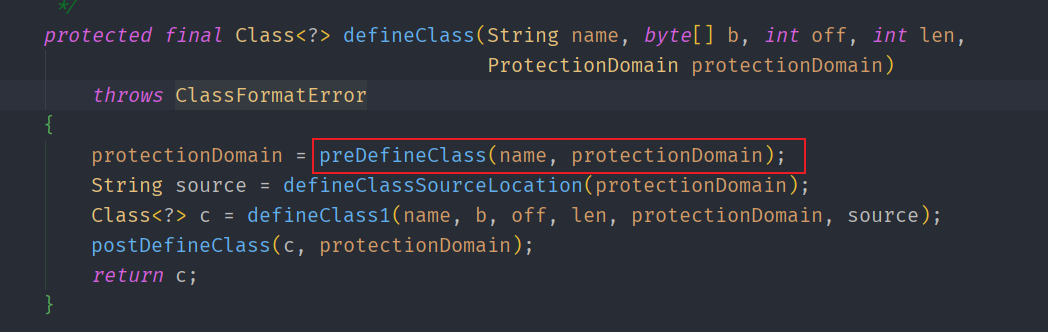 */
protected final Class<?> defineClass(String name, byte[] b, int off, int len,
ProtectionDomain protectionDomain)
throws ClassFormatError
{
protectionDomain = preDefineClass(name, protectionDomain);
String source = defineClassSourceLocation(protectionDomain);
Class<?> c = defineClass1(name, b, off, len, protectionDomain, source);
postDefineClass(c, protectionDomain);
return c;
}